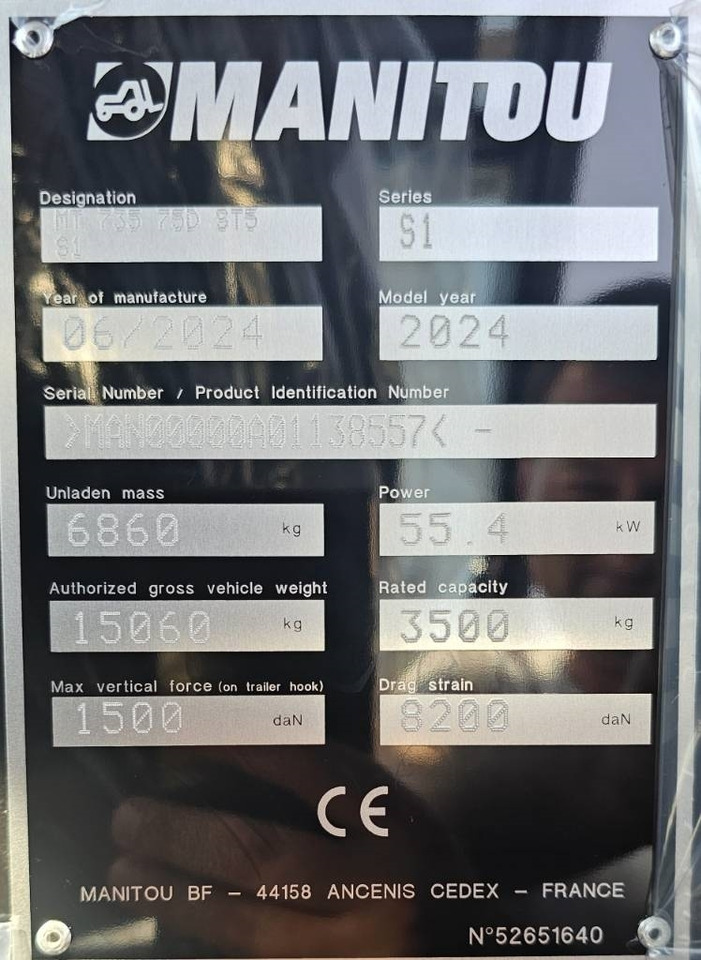 MANITOU
Designation
MT 735 75D ST5
S1
Series
S1
Year of manufacture
06/2024
Model year
2024
Serial Number / Product Identification Number
>MAN00000A01138557< -
Unladen mass
6860 kg
Power
55.4 kW
Authorized gross vehicle weight
15060 kg
Rated capacity
3500 kg
Max vertical force (on trailer hook)
1500 daN
Drag strain
8200 daN
CE
MANITOU BF - 44158 ANCENIS CEDEX - FRANCE
N°52651640